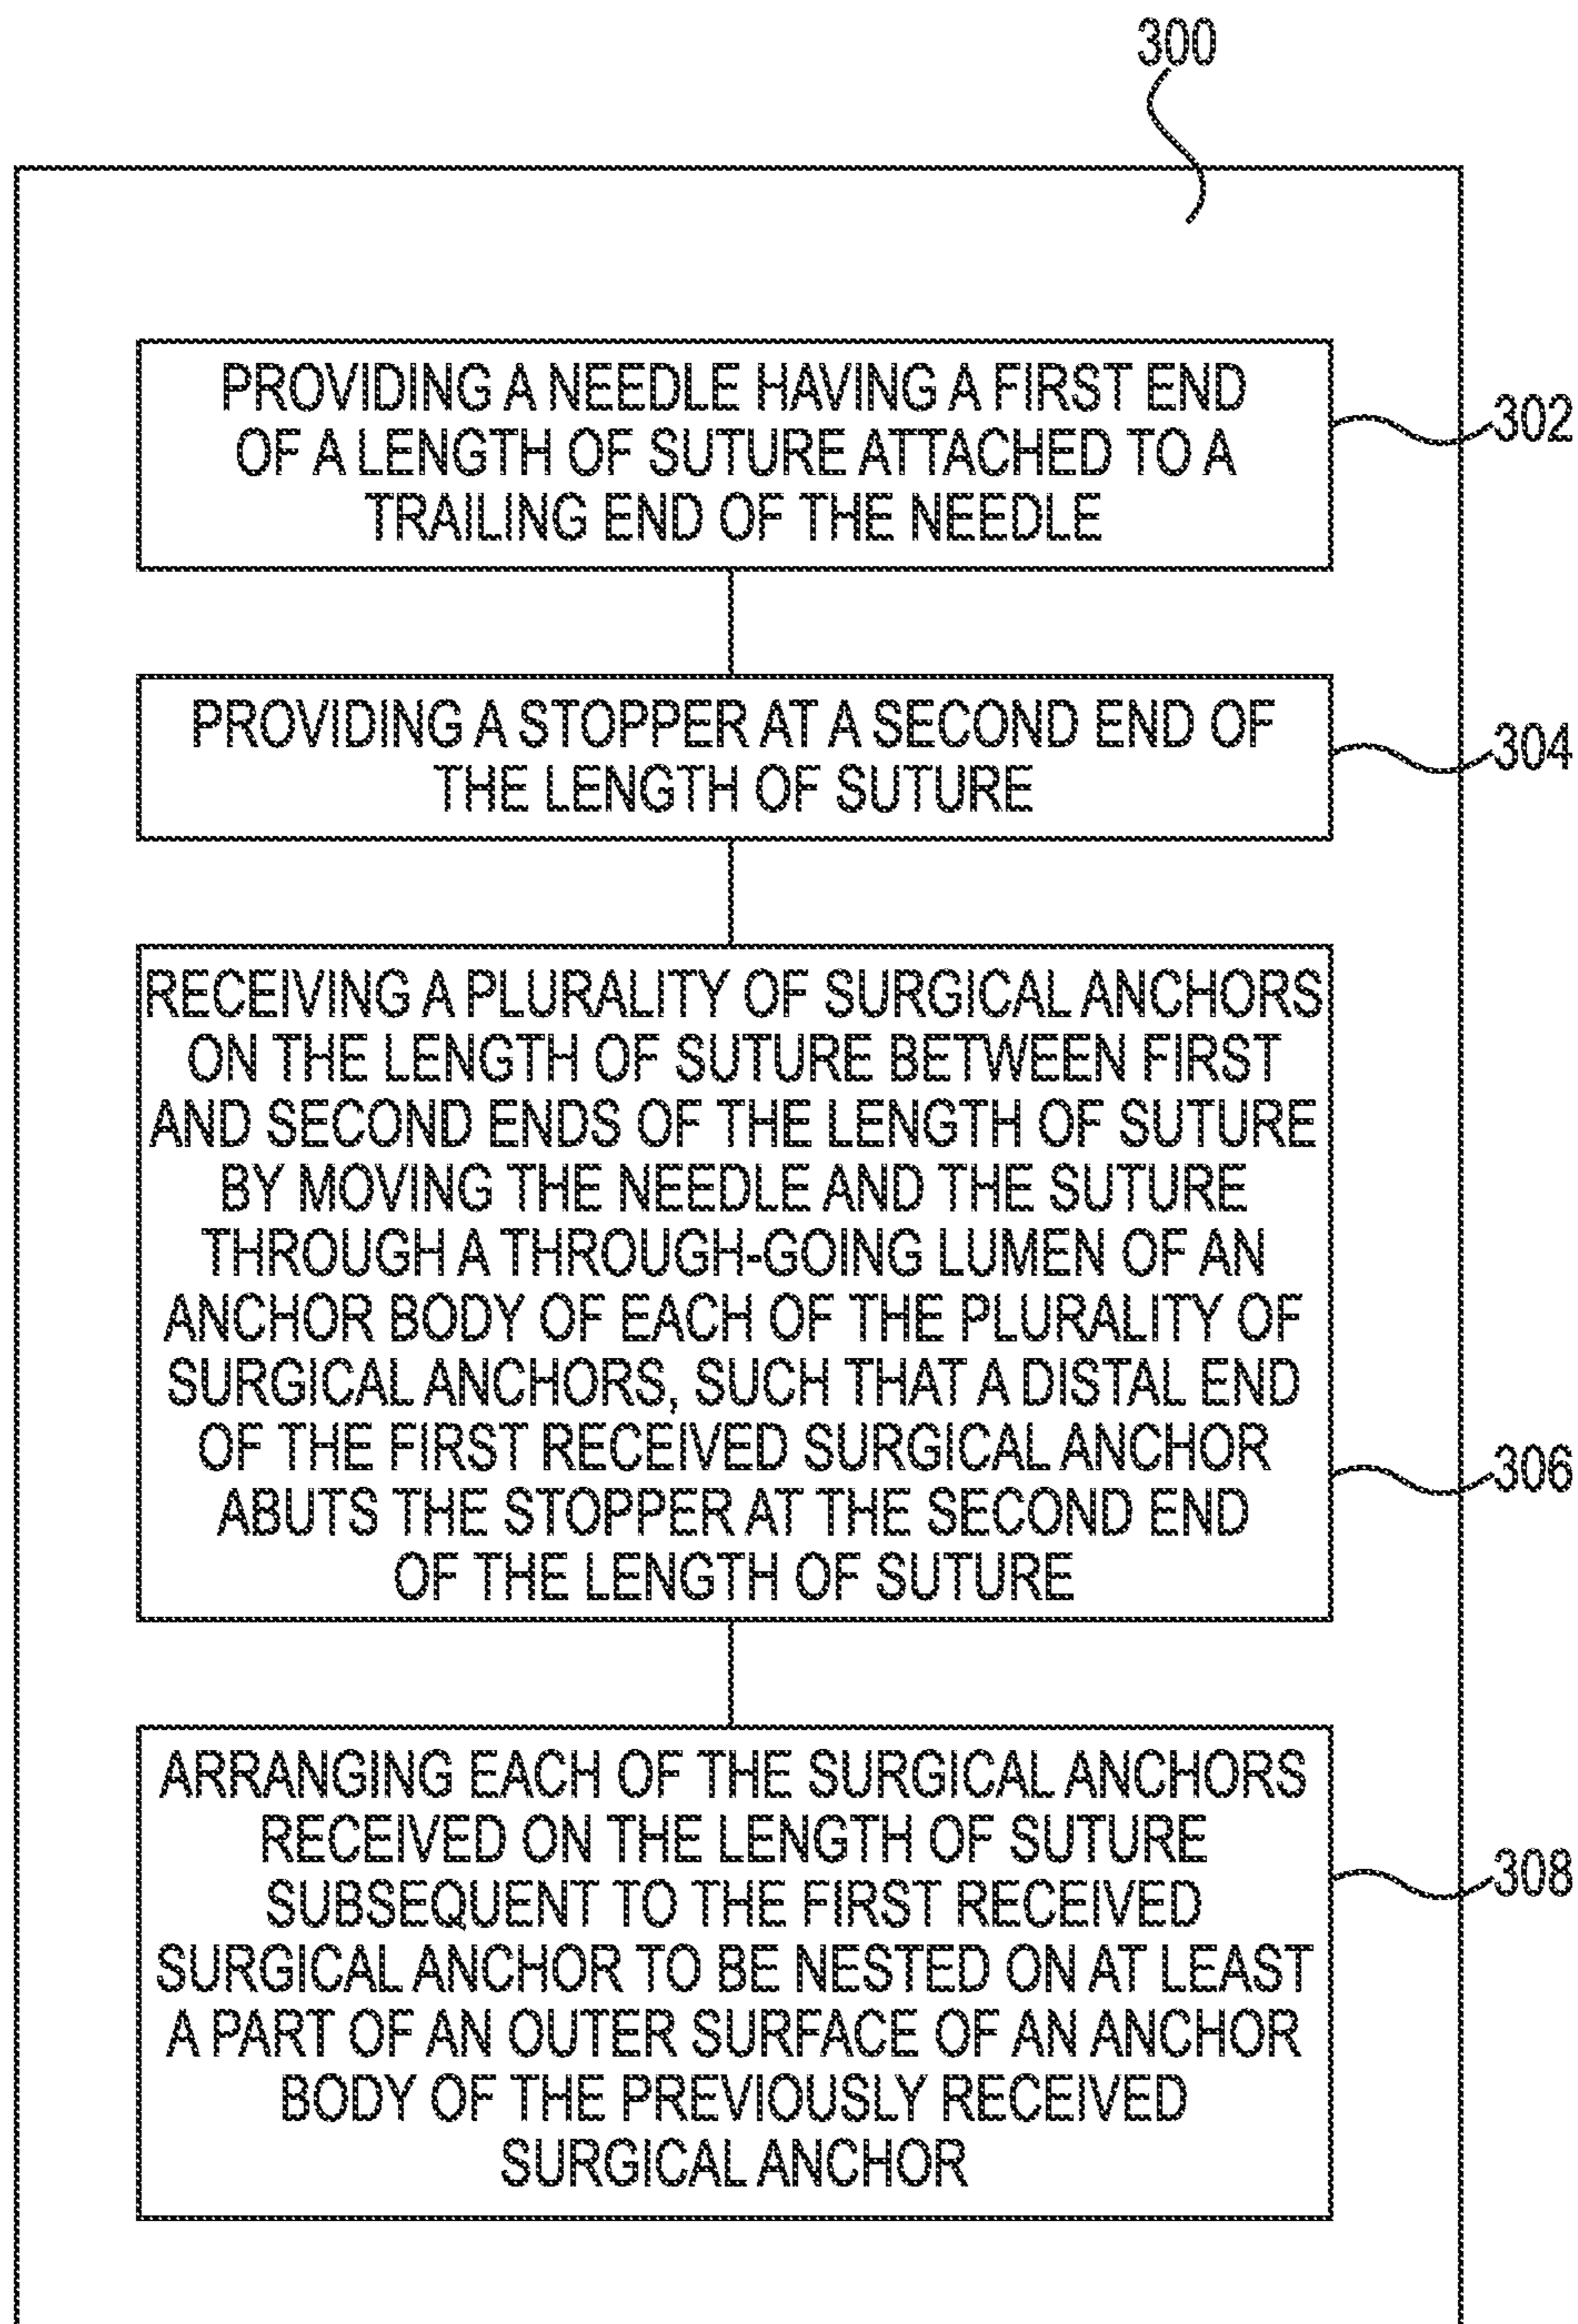 300
PROVIDING A NEEDLE HAVING A FIRST END
OF A LENGTH OF SUTURE ATTACHED TO A
TRAILING END OF THE NEEDLE
302
PROVIDING A STOPPER AT A SECOND END OF
THE LENGTH OF SUTURE
304
RECEIVING A PLURALITY OF SURGICAL ANCHORS
ON THE LENGTH OF SUTURE BETWEEN FIRST
AND SECOND ENDS OF THE LENGTH OF SUTURE
BY MOVING THE NEEDLE AND THE SUTURE
THROUGH A THROUGH-GOING LUMEN OF AN
ANCHOR BODY OF EACH OF THE PLURALITY OF
SURGICAL ANCHORS, SUCH THAT A DISTAL END
OF THE FIRST RECEIVED SURGICAL ANCHOR
ABUTS THE STOPPER AT THE SECOND END
OF THE LENGTH OF SUTURE
306
ARRANGING EACH OF THE SURGICAL ANCHORS
RECEIVED ON THE LENGTH OF SUTURE
SUBSEQUENT TO THE FIRST RECEIVED
SURGICAL ANCHOR TO BE NESTED ON AT LEAST
A PART OF AN OUTER SURFACE OF AN ANCHOR
BODY OF THE PREVIOUSLY RECEIVED
SURGICAL ANCHOR
308